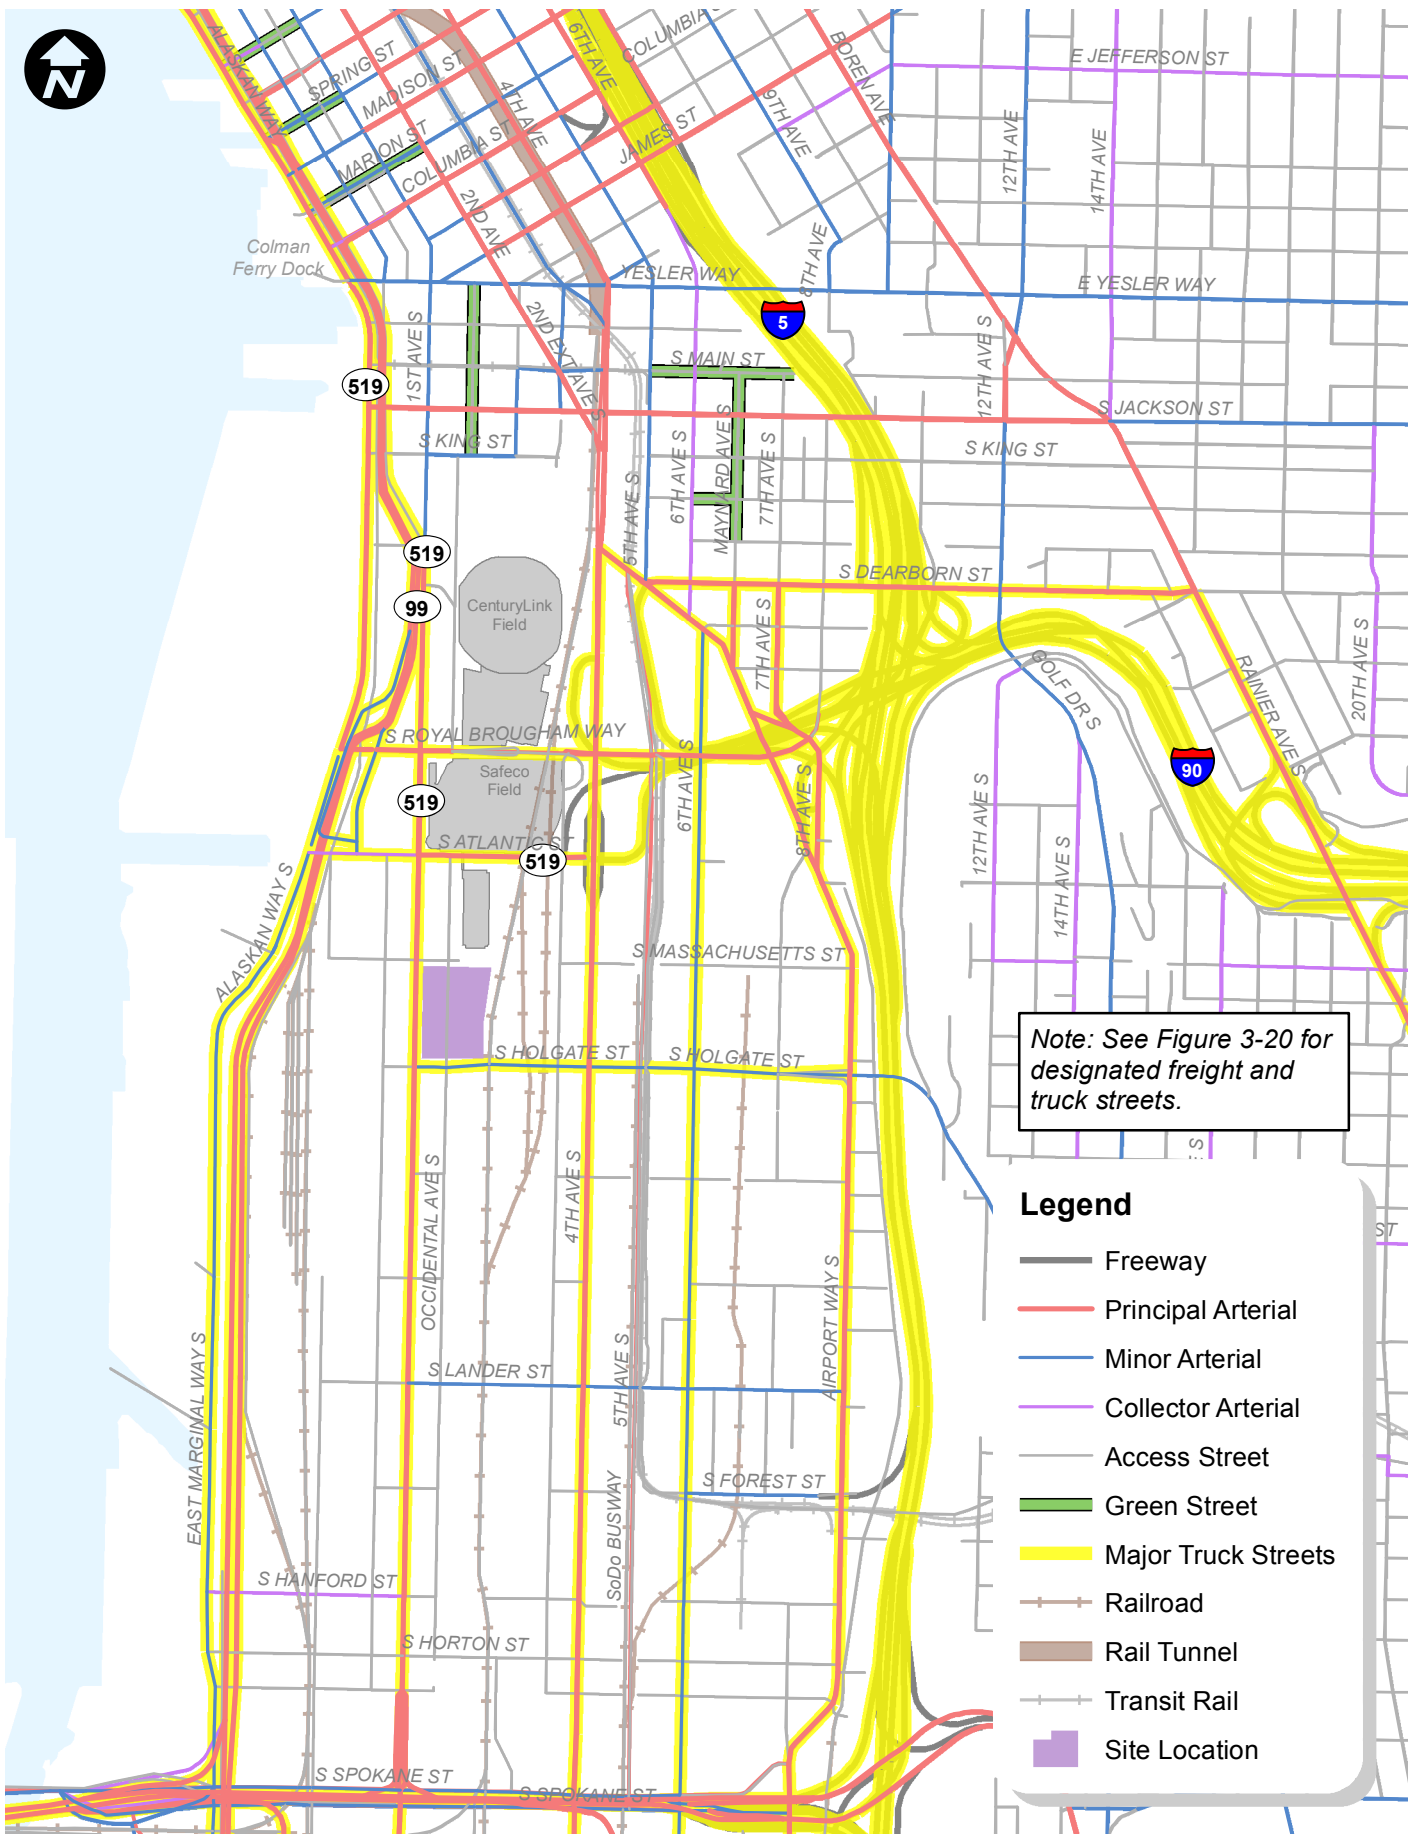 N
ALASKAN WAY
SPRING ST
MADISON ST
MARION ST
COLUMBIA ST
4TH AVE
6TH AVE
COLUMBIA
JAMES ST
9TH AVE
BOREN AVE
E JEFFERSON ST
12TH AVE
14TH AVE
2ND AVE
Colman
Ferry Dock
YESLER WAY
8TH AVE
E YESLER WAY
5
1ST AVE S
2ND EXT AVE S
S MAIN ST
12TH AVE S
519
S JACKSON ST
S KING ST
S KING ST
6TH AVE S
MAYNARD AVE S
7TH AVE S
5TH AVE S
519
99
CenturyLink
Field
S DEARBORN ST
7TH AVE S
GOLF DR S
RAINIER AVE S
20TH AVE S
S ROYAL BROUGHAM WAY
Safeco
Field
6TH AVE S
8TH AVE S
90
519
12TH AVE S
14TH AVE S
S ATLANTIC ST
519
ALASKAN WAY S
S MASSACHUSETTS ST
S HOLGATE ST
S HOLGATE ST
Note: See Figure 3-20 for
designated freight and
truck streets.
E S
OCCIDENTAL AVE S
4TH AVE S
AIRPORT WAY S
ST
EAST MARGINAL WAY S
S LANDER ST
5TH AVE S
S FOREST ST
SoDo BUSWAY
S HANFORD ST
S HORTON ST
S SPOKANE ST
S SPOKANE ST
Legend
Freeway
Principal Arterial
Minor Arterial
Collector Arterial
Access Street
Green Street
Major Truck Streets
Railroad
Rail Tunnel
Transit Rail
Site Location